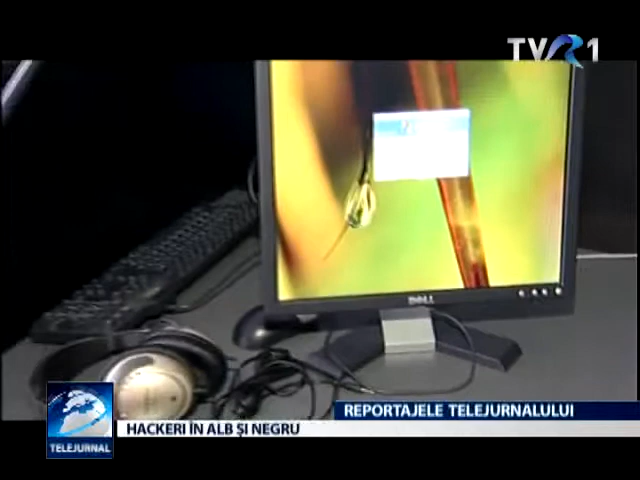 TVR1
DELL
REPORTAJELE TELEJURNALULUI
HACKERI ÎN ALB ȘI NEGRU
TELEJURNAL